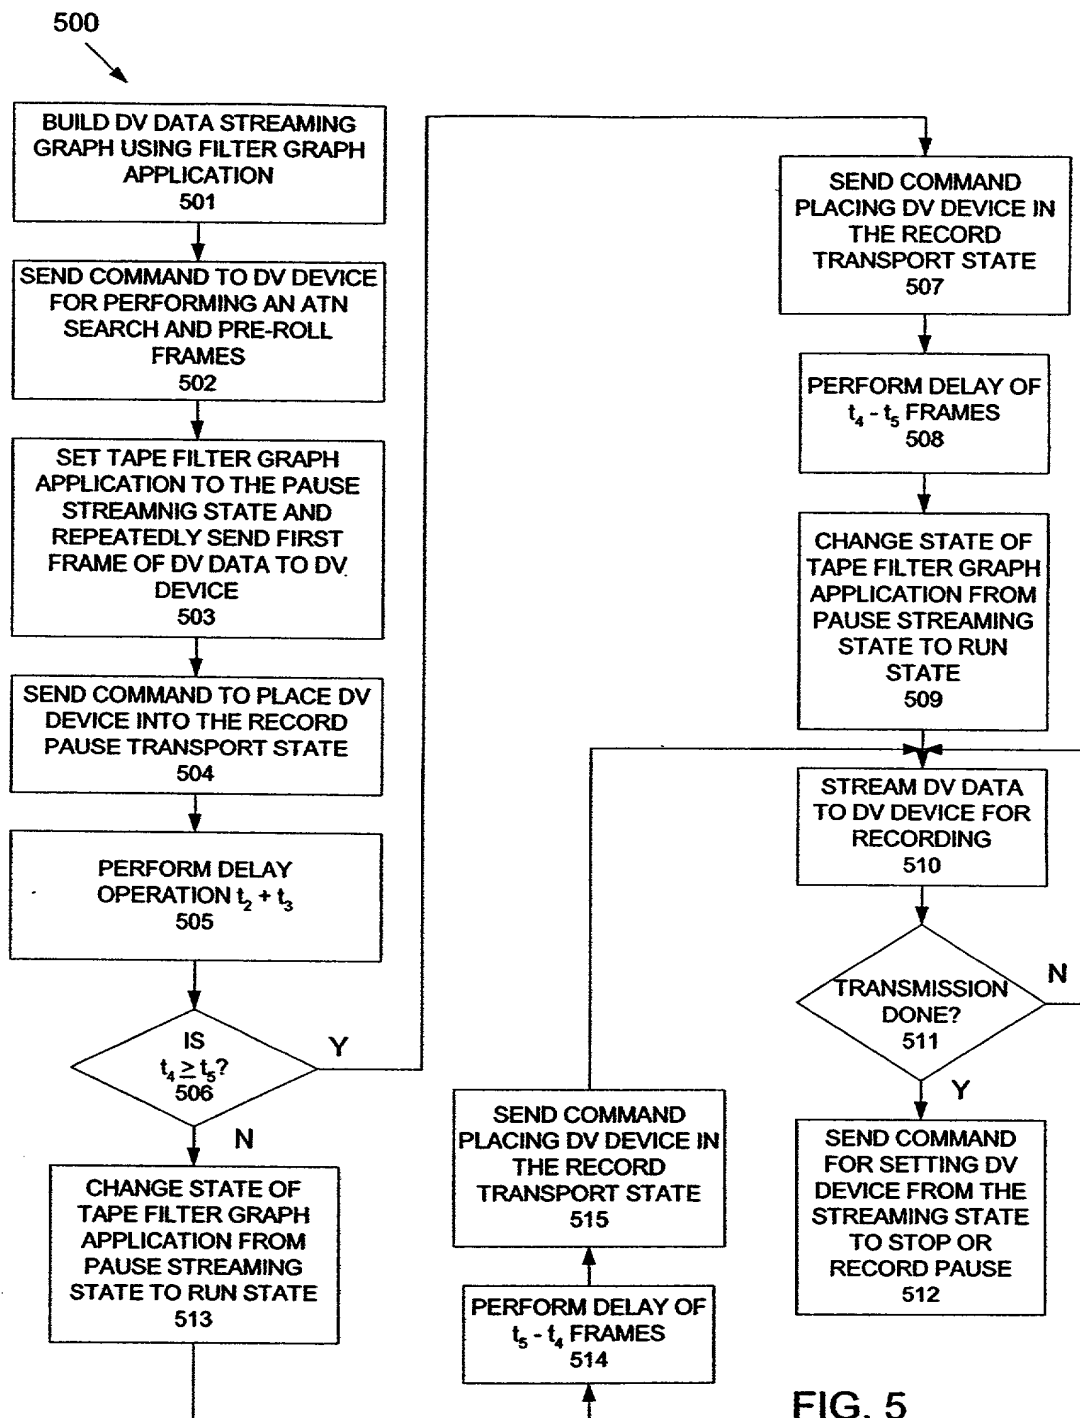 500
BUILD DV DATA STREAMING
GRAPH USING FILTER GRAPH
APPLICATION
501
SEND COMMAND TO DV DEVICE
FOR PERFORMING AN ATN
SEARCH AND PRE-ROLL
FRAMES
502
SET TAPE FILTER GRAPH
APPLICATION TO THE PAUSE
STREAMNIG STATE AND
REPEATEDLY SEND FIRST
FRAME OF DV DATA TO DV
DEVICE
503
SEND COMMAND TO PLACE DV
DEVICE INTO THE RECORD
PAUSE TRANSPORT STATE
504
PERFORM DELAY
OPERATION t₂ + t₃
505
IS
t₄ ≥ t₅?
506
Y
N
CHANGE STATE OF
TAPE FILTER GRAPH
APPLICATION FROM
PAUSE STREAMING
STATE TO RUN STATE
513
PERFORM DELAY OF
t₅ - t₄ FRAMES
514
SEND COMMAND
PLACING DV DEVICE IN
THE RECORD
TRANSPORT STATE
515
SEND COMMAND
PLACING DV DEVICE IN
THE RECORD
TRANSPORT STATE
507
PERFORM DELAY OF
t₄ - t₅ FRAMES
508
CHANGE STATE OF
TAPE FILTER GRAPH
APPLICATION FROM
PAUSE STREAMING
STATE TO RUN
STATE
509
STREAM DV DATA
TO DV DEVICE FOR
RECORDING
510
TRANSMISSION
DONE?
511
N
Y
SEND COMMAND
FOR SETTING DV
DEVICE FROM THE
STREAMING STATE
TO STOP OR
RECORD PAUSE
512
FIG. 5